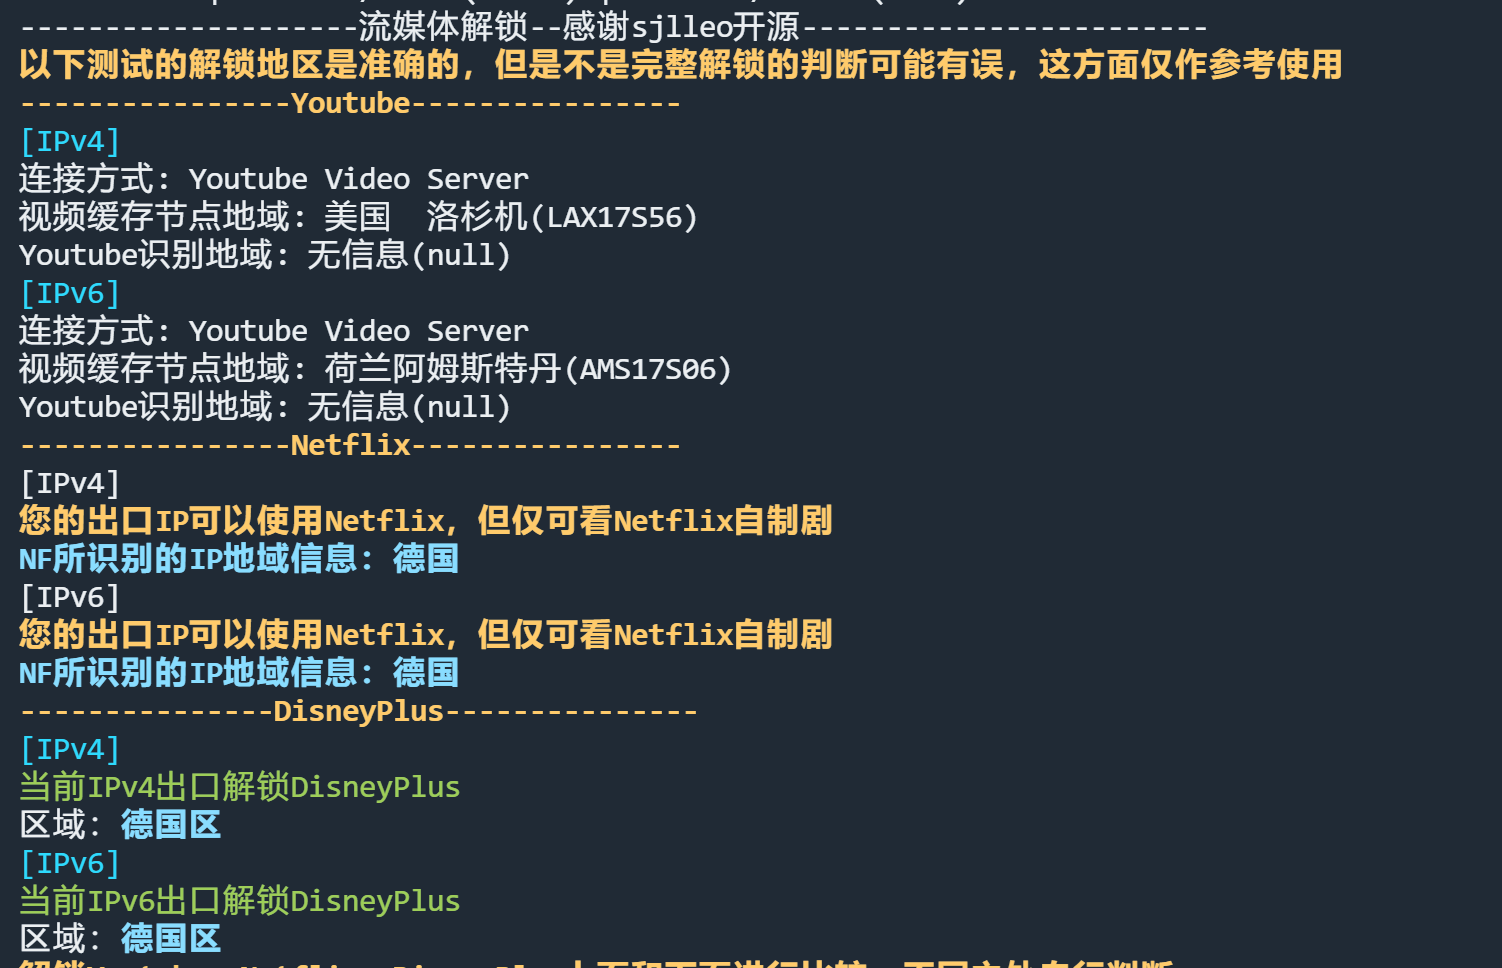 --------------------流媒体解锁--感谢sjlleo开源------------------------
以下测试的解锁地区是准确的，但是不是完整解锁的判断可能有误，这方面仅作参考使用
----------------Youtube----------------
[IPv4]
连接方式: Youtube Video Server
视频缓存节点地域: 美国  洛杉机(LAX17S56)
Youtube识别地域: 无信息(null)
[IPv6]
连接方式: Youtube Video Server
视频缓存节点地域: 荷兰阿姆斯特丹(AMS17S06)
Youtube识别地域: 无信息(null)
----------------Netflix----------------
[IPv4]
您的出口IP可以使用Netflix，但仅可看Netflix自制剧
NF所识别的IP地域信息：德国
[IPv6]
您的出口IP可以使用Netflix，但仅可看Netflix自制剧
NF所识别的IP地域信息：德国
---------------DisneyPlus---------------
[IPv4]
当前IPv4出口解锁DisneyPlus
区域：德国区
[IPv6]
当前IPv6出口解锁DisneyPlus
区域：德国区